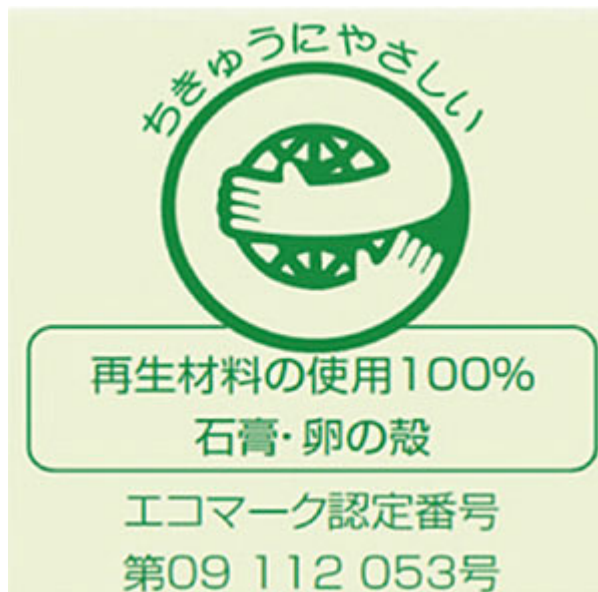 ちきゅうにやさしい
再生材料の使用100%
石膏・卵の殻
エコマーク認定番号
第09 112 053号